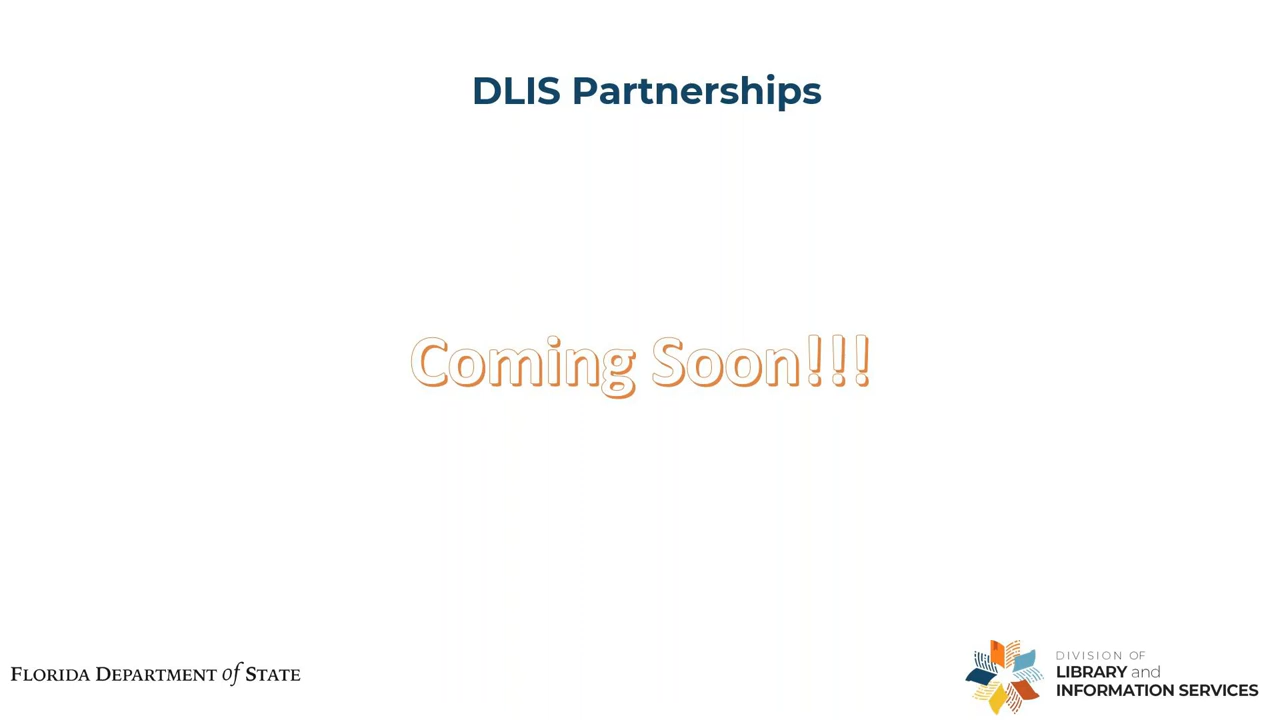 DLIS Partnerships
Coming Soon!!!
FLORIDA DEPARTMENT of STATE
DIVISION OF
LIBRARY and
INFORMATION SERVICES